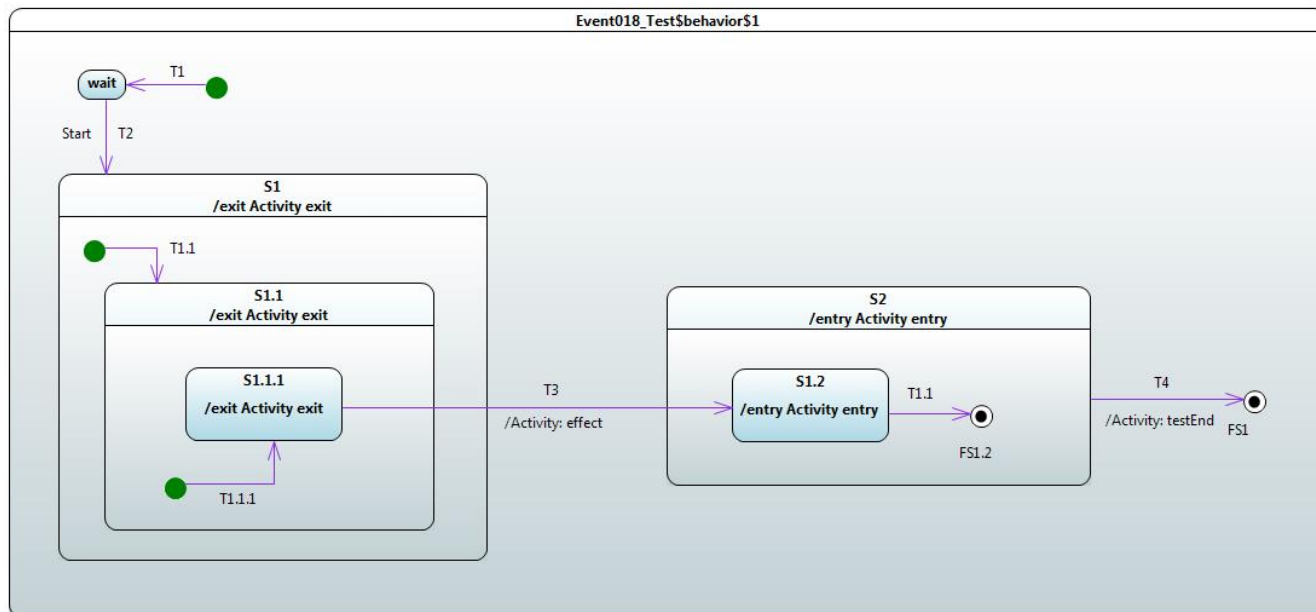 Event018_Test$behavior$1
T1
wait
Start
T2
S1
/exit Activity exit
T1.1
S1.1
/exit Activity exit
S1.1.1
/exit Activity exit
T1.1.1
T3
/Activity: effect
S2
/entry Activity entry
S1.2
/entry Activity entry
T1.1
FS1.2
T4
/Activity: testEnd
FS1